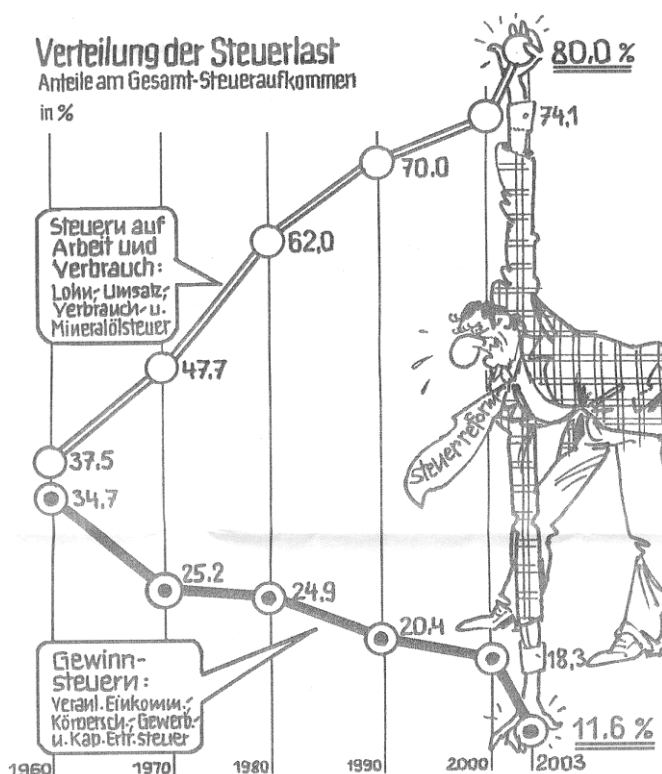 Verteilung der Steuerlast
Anteile am Gesamt-Steueraufkommen
in %
80,0 %
74,1
70.0
62,0
47.7
37.5
Steuern auf
Arbeit und
Verbrauch:
Lohn-, Umsatz-,
Verbrauch- u.
Mineralölsteuer
steuerreform
34,7
25.2
24,9
20,4
18,3
11.6 %
Gewinn-
steuern:
Veranl. Einkomm.-,
Körpersch.-, Gewerb.-
u. Kap. Ertr. steuer
1960
1970
1980
1990
2000
2003